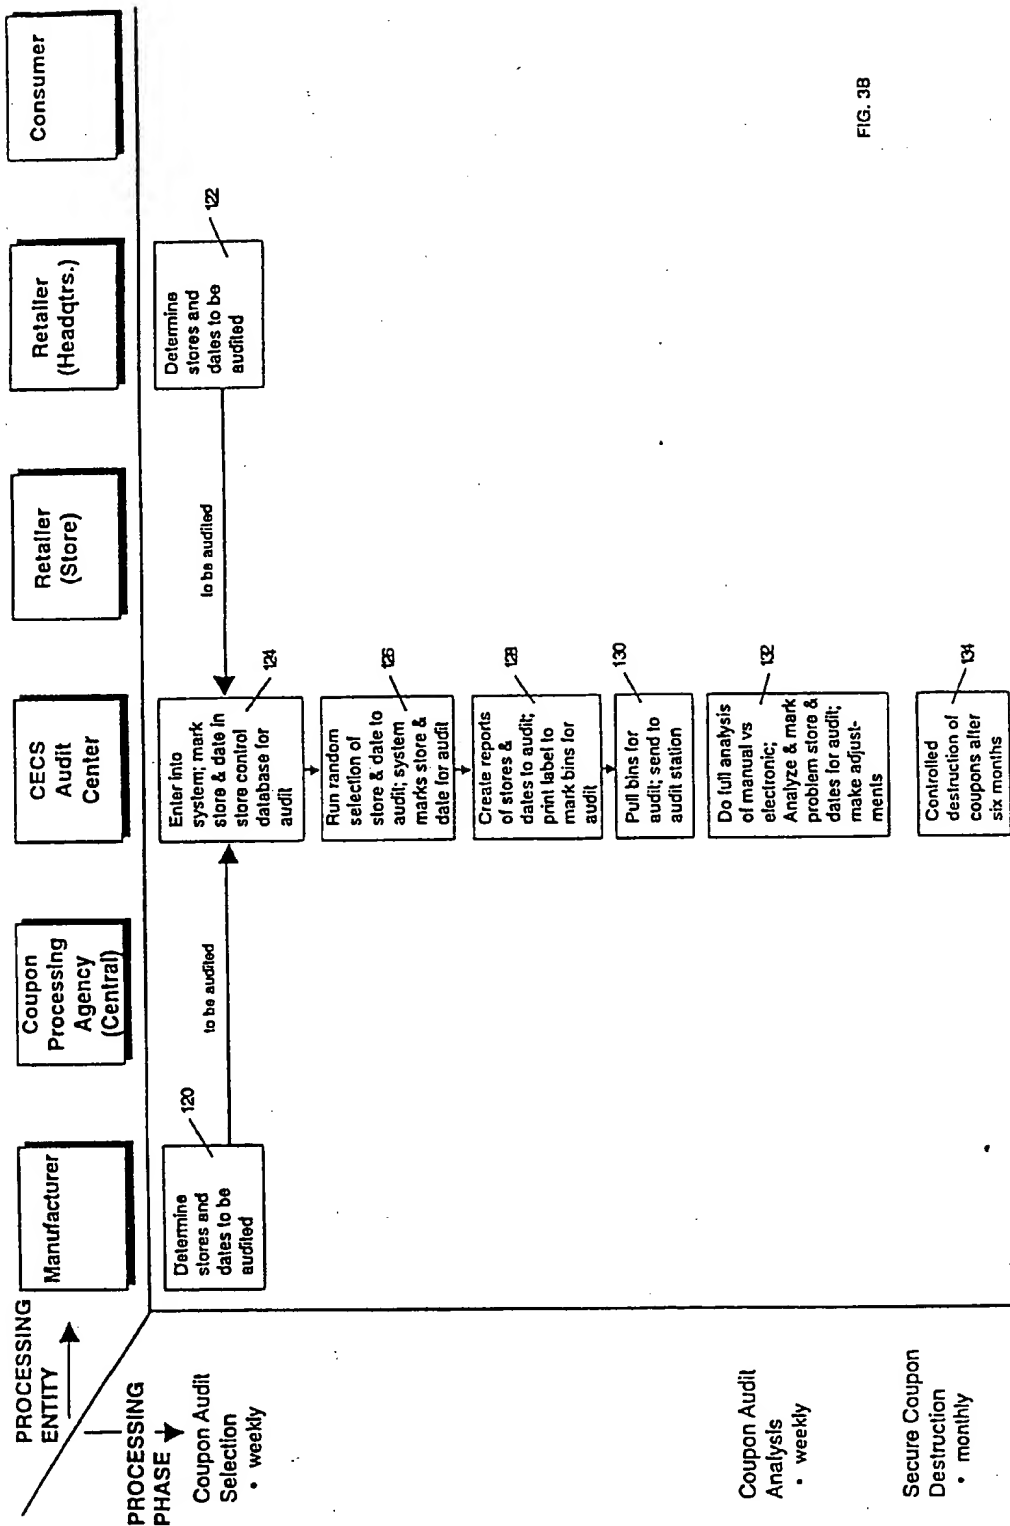 PROCESSING
ENTITY
PROCESSING
PHASE
Manufacturer
Coupon
Processing
Agency
(Central)
CECS
Audit
Center
Retailer
(Store)
Retailer
(Headqtrs.)
Consumer
Coupon Audit
Selection
• weekly
Determine
stores and
dates to be
audited
120
to be audited
Enter into
system; mark
store & date in
store control
database for
audit
124
to be audited
Determine
stores and
dates to be
audited
122
Run random
selection of
store & date to
audit; system
marks store &
date for audit
126
Create reports
of stores &
dates to audit;
print label to
mark bins for
audit
128
Pull bins for
audit; send to
audit station
130
Coupon Audit
Analysis
• weekly
Do full analysis
of manual vs
electronic;
Analyze & mark
problem store &
dates for audit;
make adjust-
ments
132
Secure Coupon
Destruction
• monthly
Controlled
destruction of
coupons after
six months
134
FIG. 3B